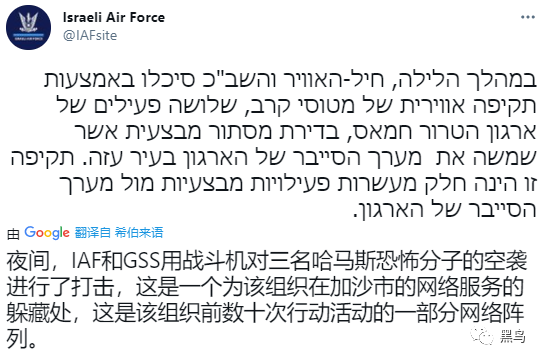 Israeli Air Force
@IAFsite
במהלך הלילה, חיל-האוויר והשב"כ סיכלו באמצעות
תקיפה אווירית של מטוסי קרב, שלושה פעילים של
ארגון הטרור חמאס, בדירת מסתור מבצעית אשר
שמשה את מערך הסייבר של הארגון בעיר עזה. תקיפה
זו הינה חלק מעשרות פעילויות מבצעיות מול מערך
הסייבר של הארגון.
由 Google 翻译自 希伯来语
夜间，IAF和GSS用战斗机对三名哈马斯恐怖分子的空袭
进行了打击，这是一个为该组织在加沙市的网络服务的
躲藏处，这是该组织前数十次行动活动的一部分网络阵
列。
黑鸟